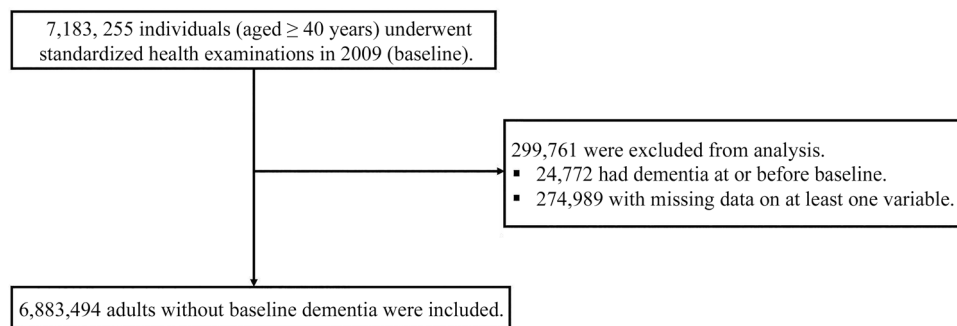 7,183, 255 individuals (aged ≥ 40 years) underwent
standardized health examinations in 2009 (baseline).
299,761 were excluded from analysis.
▪ 24,772 had dementia at or before baseline.
▪ 274,989 with missing data on at least one variable.
6,883,494 adults without baseline dementia were included.